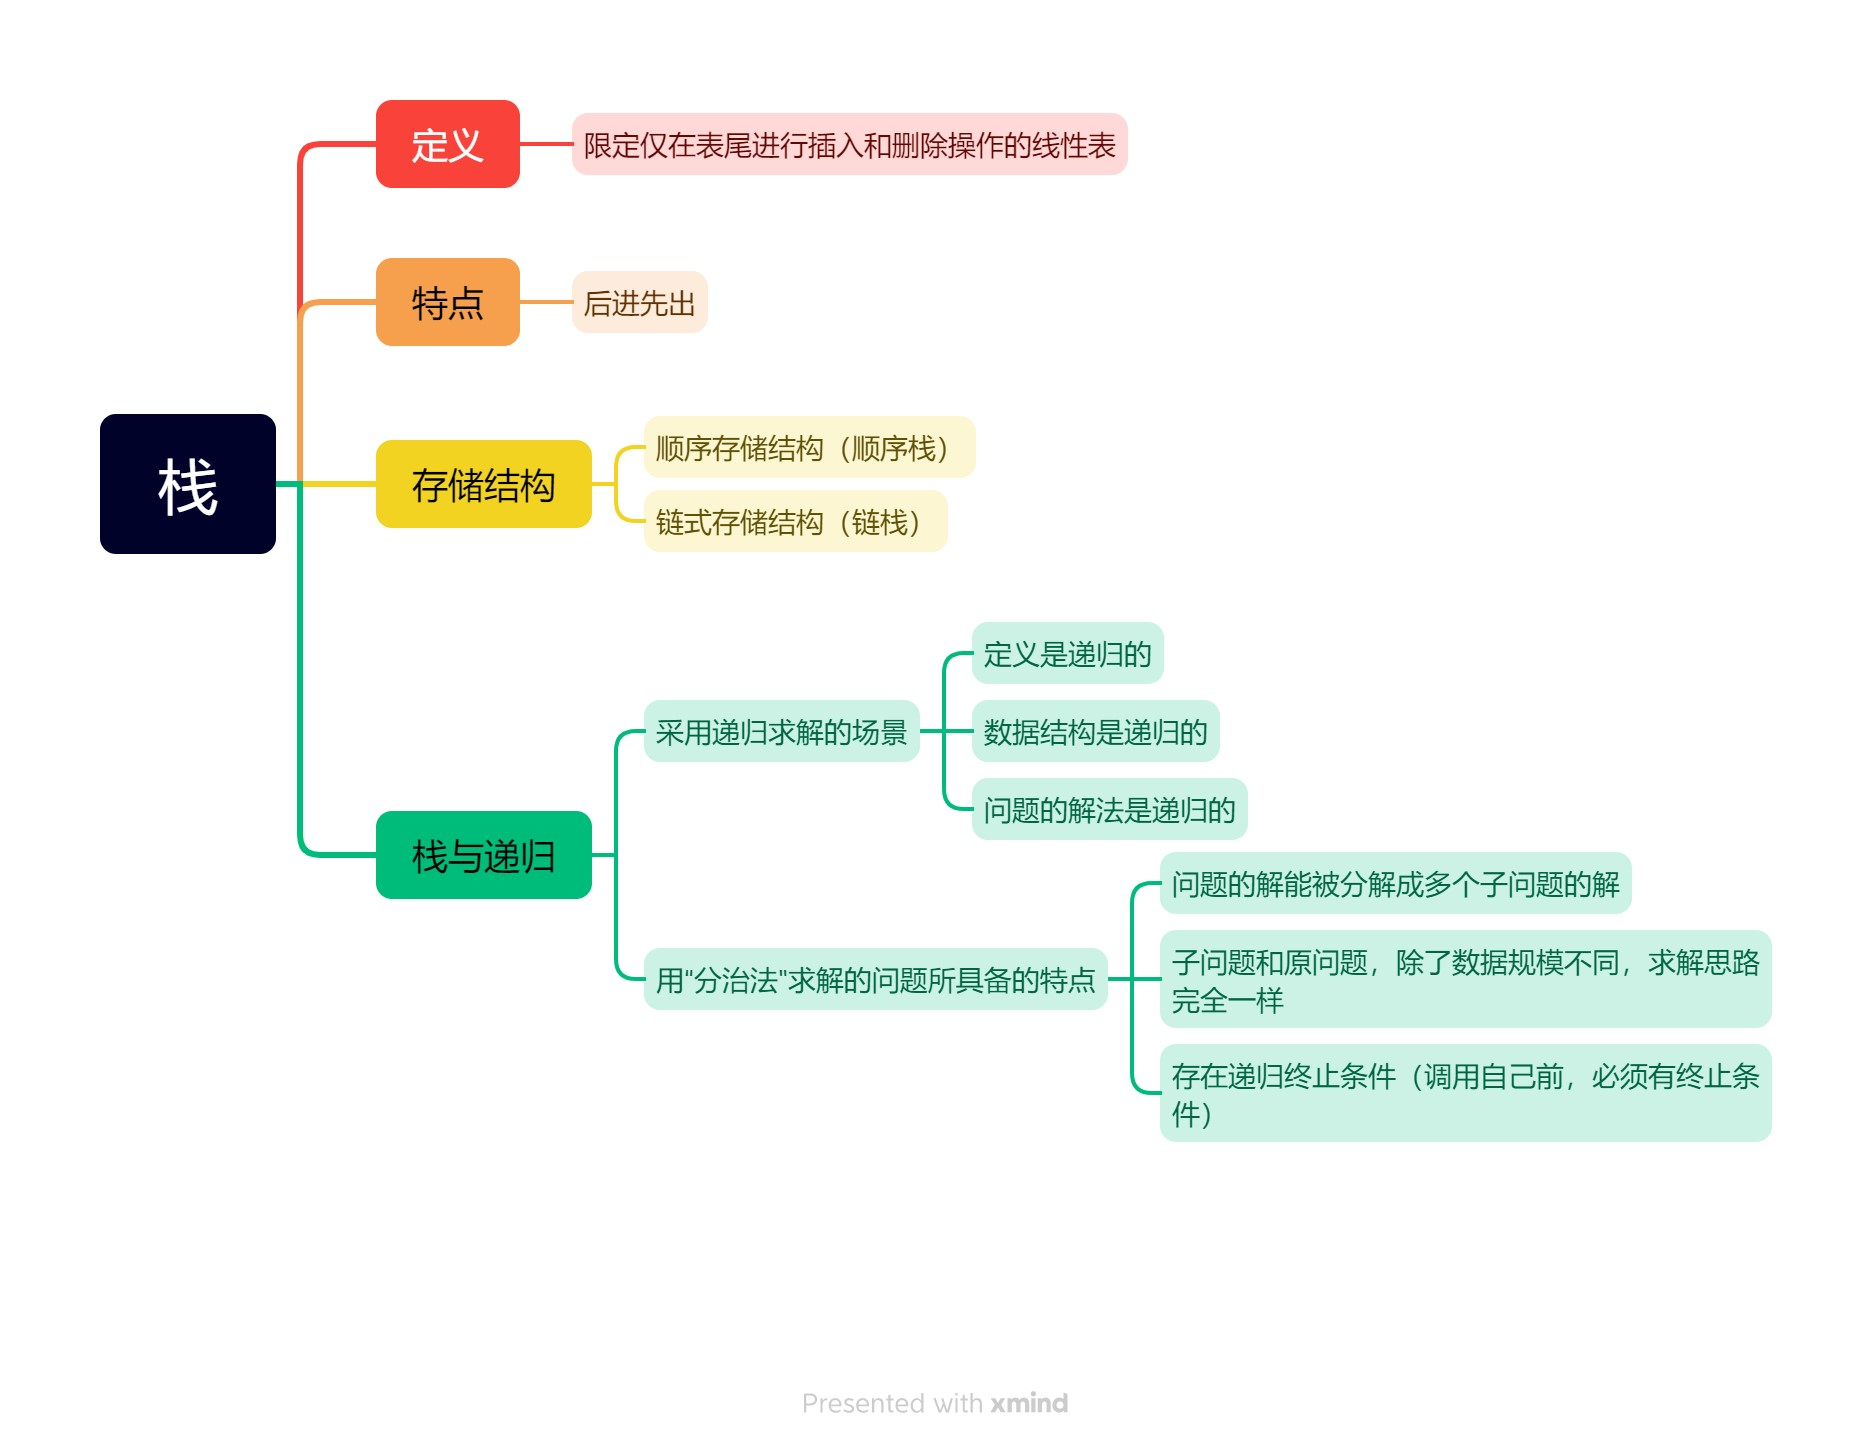 定义
限定仅在表尾进行插入和删除操作的线性表
特点
后进先出
栈
存储结构
顺序存储结构（顺序栈）
链式存储结构（链栈）
栈与递归
采用递归求解的场景
定义是递归的
数据结构是递归的
问题的解法是递归的
用“分治法"求解的问题所具备的特点
问题的解能被分解成多个子问题的解
子问题和原问题，除了数据规模不同，求解思路
完全一样
存在递归终止条件（调用自己前，必须有终止条
件）
Presented with xmind